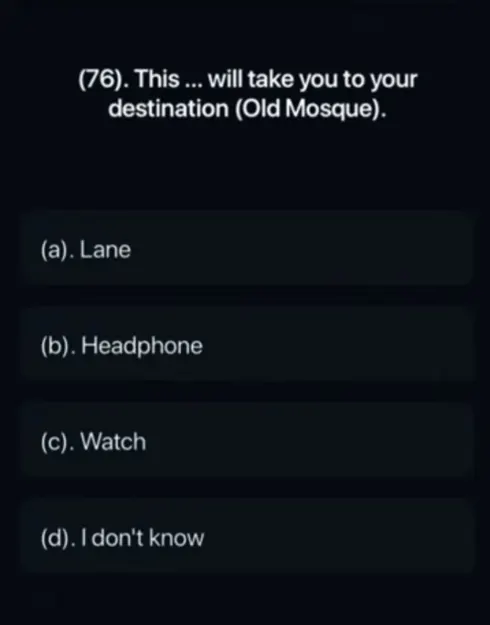 (76). This ... will take you to your
destination (Old Mosque).
(a). Lane
(b). Headphone
(c). Watch
(d). I don't know